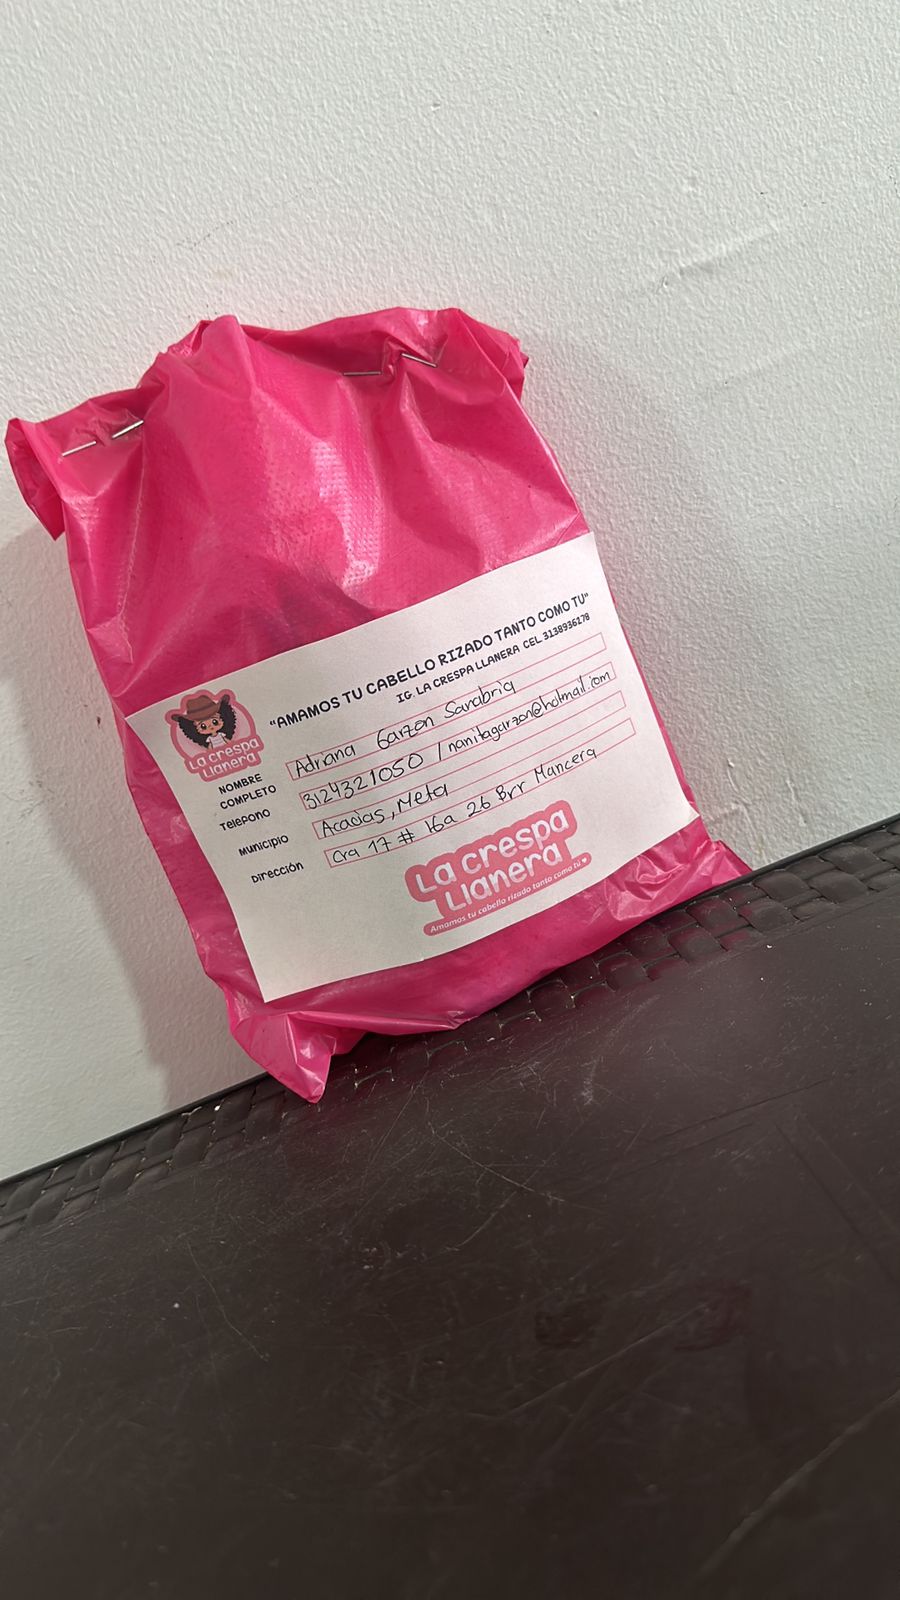 "AMAMOS TU CABELLO RIZADO TANTO COMO TU"
IG. LA CRESPA LLANERA CEL 3138936278
La crespa
Llanera
NOMBRE
COMPLETO
Adriana Garzon Sanabria
Telefono
3124321050 / nanitagarzon@hotmail.com
Municipio
Acacias, Meta
Dirección
Cra 17 # 16a 26 Brr Mancera
La crespa
Llanera
Amamos tu cabello rizado tanto como tú